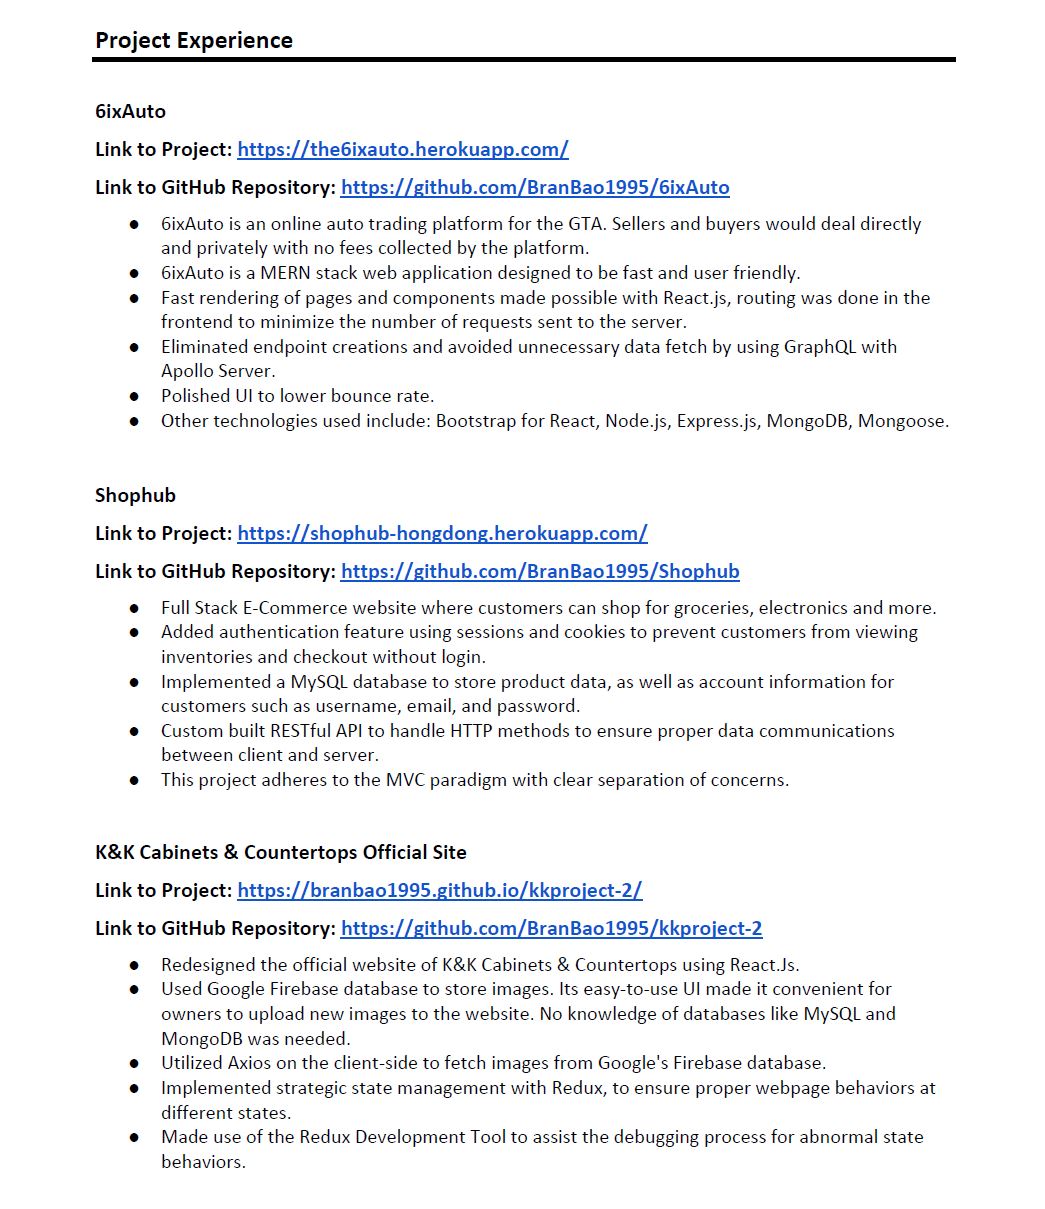 Project Experience
6ixAuto
Link to Project: https://the6ixauto.herokuapp.com/
Link to GitHub Repository: https://github.com/BranBao1995/6ixAuto
● 6ixAuto is an online auto trading platform for the GTA. Sellers and buyers would deal directly
and privately with no fees collected by the platform.
● 6ixAuto is a MERN stack web application designed to be fast and user friendly.
● Fast rendering of pages and components made possible with React.js, routing was done in the
frontend to minimize the number of requests sent to the server.
● Eliminated endpoint creations and avoided unnecessary data fetch by using GraphQL with
Apollo Server.
● Polished UI to lower bounce rate.
● Other technologies used include: Bootstrap for React, Node.js, Express.js, MongoDB, Mongoose.
Shophub
Link to Project: https://shophub-hongdong.herokuapp.com/
Link to GitHub Repository: https://github.com/BranBao1995/Shophub
● Full Stack E-Commerce website where customers can shop for groceries, electronics and more.
● Added authentication feature using sessions and cookies to prevent customers from viewing
inventories and checkout without login.
● Implemented a MySQL database to store product data, as well as account information for
customers such as username, email, and password.
● Custom built RESTful API to handle HTTP methods to ensure proper data communications
between client and server.
● This project adheres to the MVC paradigm with clear separation of concerns.
K&K Cabinets & Countertops Official Site
Link to Project: https://branbao1995.github.io/kkproject-2/
Link to GitHub Repository: https://github.com/BranBao1995/kkproject-2
● Redesigned the official website of K&K Cabinets & Countertops using React.Js.
● Used Google Firebase database to store images. Its easy-to-use UI made it convenient for
owners to upload new images to the website. No knowledge of databases like MySQL and
MongoDB was needed.
● Utilized Axios on the client-side to fetch images from Google's Firebase database.
● Implemented strategic state management with Redux, to ensure proper webpage behaviors at
different states.
● Made use of the Redux Development Tool to assist the debugging process for abnormal state
behaviors.